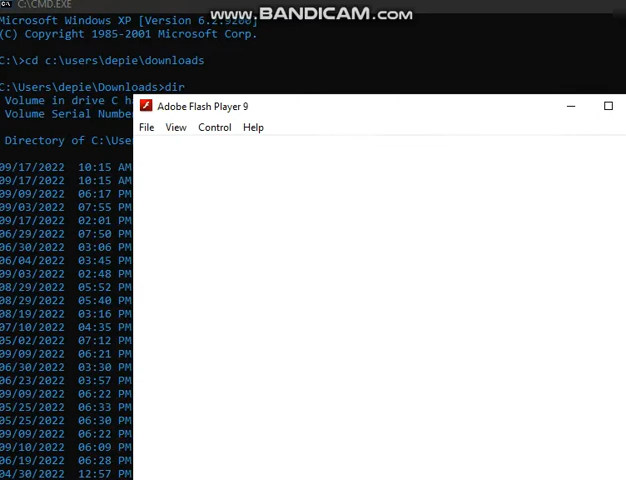 C:\CMD.EXE
www.BANDICAM.com
Microsoft Windows XP [Version 6.2.9200]
(C) Copyright 1985-2001 Microsoft Corp.
C:\>cd c:\users\depie\downloads
C:\Users\depie\Downloads>dir
Volume in drive C ha
Volume Serial Number
Directory of C:\User
Adobe Flash Player 9
File View Control Help
09/17/2022 10:15 AM
09/17/2022 10:15 AM
09/09/2022 06:17 PM
09/03/2022 07:55 PM
09/17/2022 02:01 PM
06/29/2022 07:50 PM
06/30/2022 03:06 PM
06/04/2022 03:45 PM
09/03/2022 02:48 PM
08/29/2022 05:52 PM
08/29/2022 05:40 PM
08/19/2022 03:16 PM
07/10/2022 04:35 PM
05/02/2022 07:12 PM
09/09/2022 06:21 PM
06/30/2022 03:30 PM
06/23/2022 03:57 PM
09/09/2022 06:22 PM
05/25/2022 06:33 PM
05/25/2022 06:30 PM
09/09/2022 06:22 PM
09/10/2022 06:09 PM
06/19/2022 06:28 PM
04/30/2022 12:57 PM